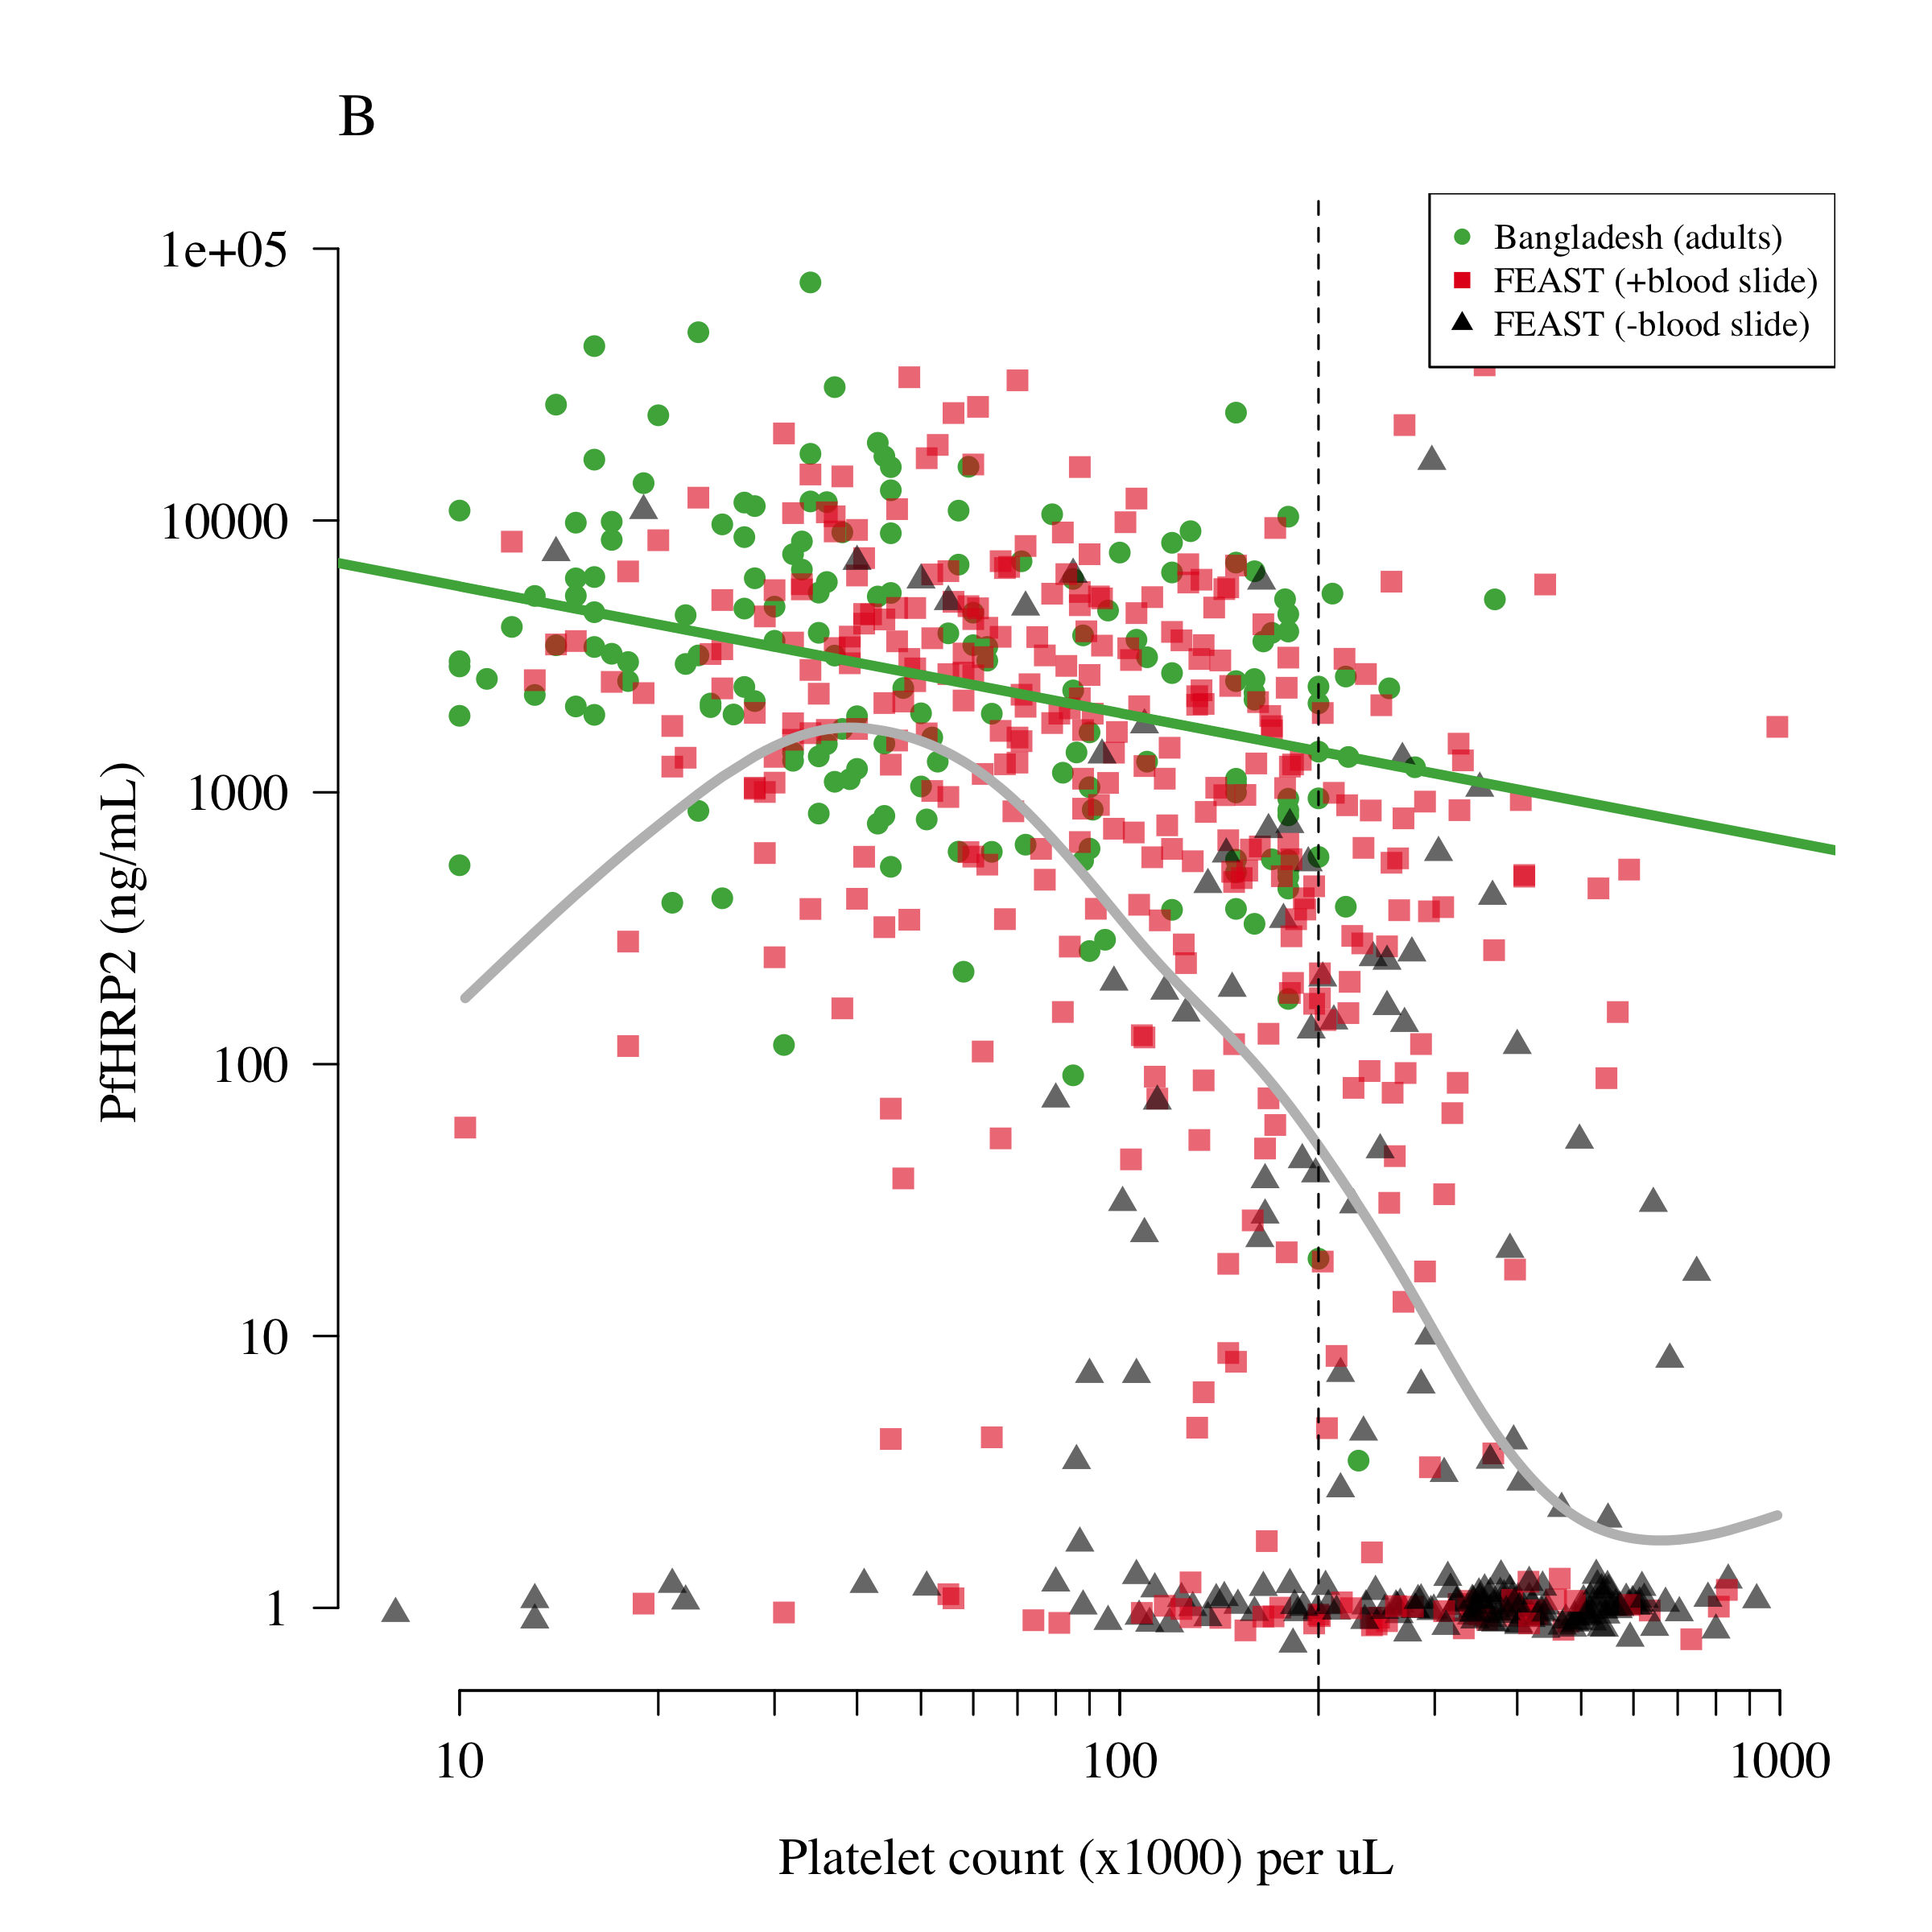 B
Bangladesh (adults)
FEAST (+blood slide)
FEAST (-blood slide)
1e+05
10000
1000
100
10
1
PfHRP2 (ng/mL)
10 100 1000
Platelet count (x1000) per uL